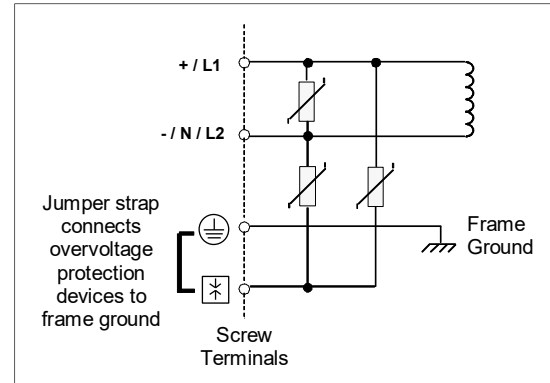 + / L1
- / N / L2
Jumper strap
connects
overvoltage
protection
devices to
frame ground
Frame
Ground
Screw
Terminals